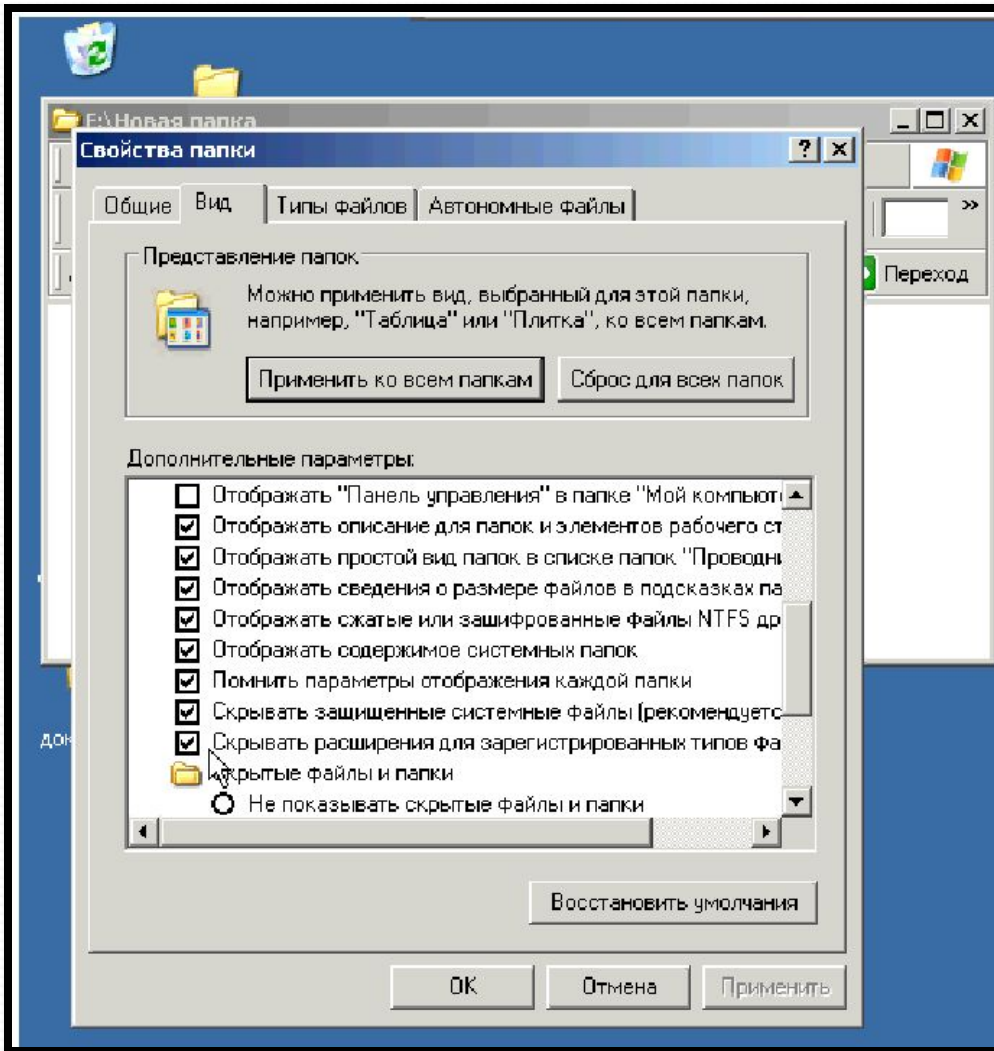 E:\Новая папка
Свойства папки
Общие Вид Типы файлов Автономные файлы
»
Переход
Представление папок
Можно применить вид, выбранный для этой папки,
например, "Таблица" или "Плитка", ко всем папкам.
Применить ко всем папкам Сброс для всех папок
Дополнительные параметры:
Отображать "Панель управления" в папке "Мой компьют
Отображать описание для папок и элементов рабочего ст
Отображать простой вид папок в списке папок "Проводни
Отображать сведения о размере файлов в подсказках па
Отображать сжатые или зашифрованные файлы NTFS др
Отображать содержимое системных папок
Помнить параметры отображения каждой папки
Скрывать защищенные системные файлы (рекомендуетс
Скрывать расширения для зарегистрированных типов фа
док
Скрытые файлы и папки
Не показывать скрытые файлы и папки
Восстановить умолчания
OK Отмена Применить